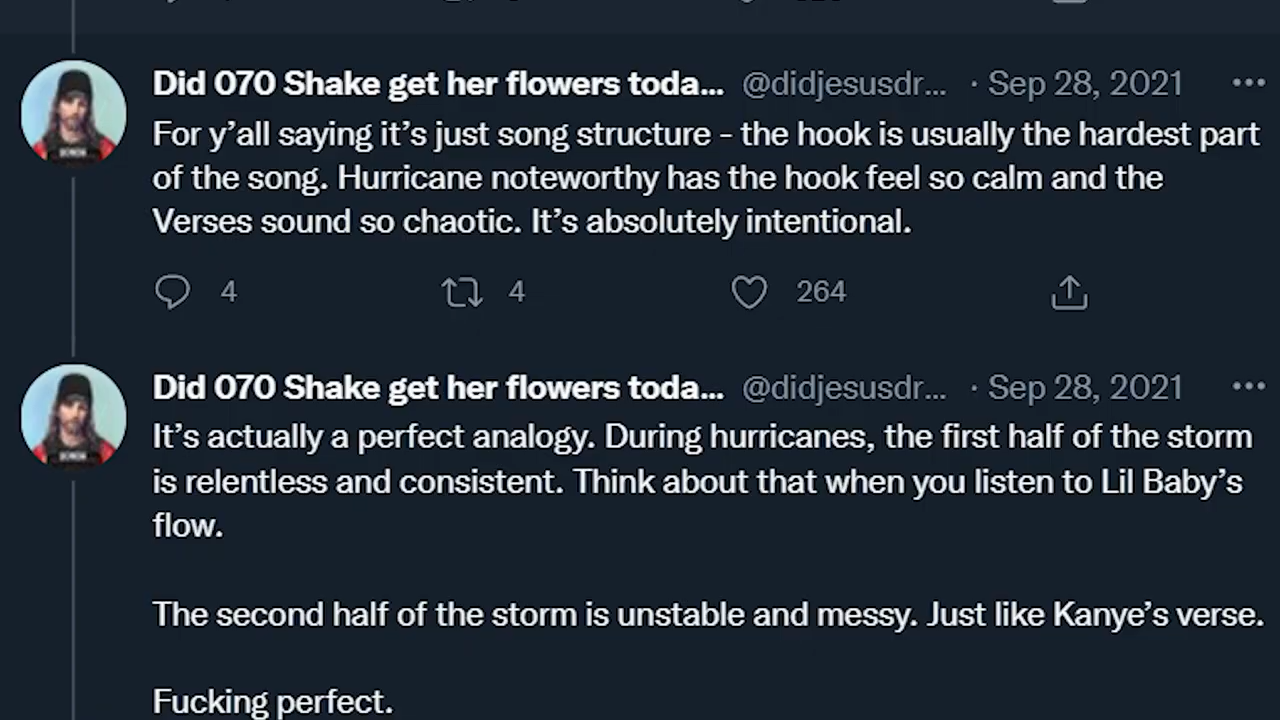 Did 070 Shake get her flowers toda... @didjesusdr... · Sep 28, 2021
For y’all saying it’s just song structure - the hook is usually the hardest part
of the song. Hurricane noteworthy has the hook feel so calm and the
Verses sound so chaotic. It’s absolutely intentional.
4 4 264
Did 070 Shake get her flowers toda... @didjesusdr... · Sep 28, 2021
It’s actually a perfect analogy. During hurricanes, the first half of the storm
is relentless and consistent. Think about that when you listen to Lil Baby’s
flow.
The second half of the storm is unstable and messy. Just like Kanye’s verse.
Fucking perfect.